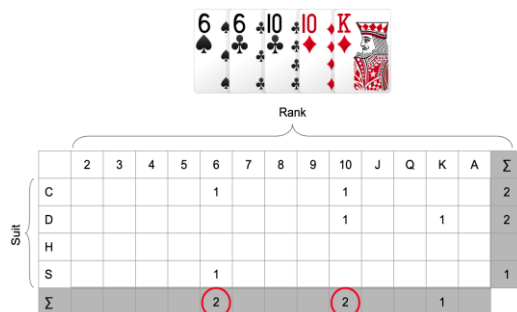 6 6 10 10 K
Rank
2 3 4 5 6 7 8 9 10 J Q K A Σ
Suit
C 1 1 2
D 1 1 2
H
S 1 1
Σ 2 2 1